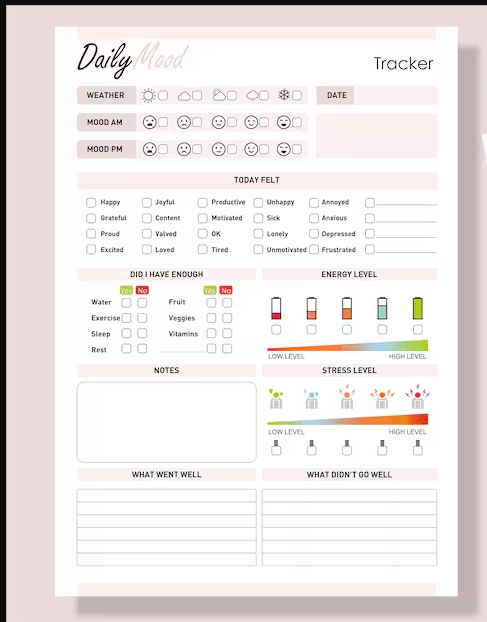 Daily Mood Tracker
WEATHER DATE
MOOD AM
MOOD PM
TODAY FELT
Happy Joyful Productive Unhappy Annoyed
Grateful Content Motivated Sick Anxious
Proud Valved OK Lonely Depressed
Excited Loved Tired Unmotivated Frustrated
DID I HAVE ENOUGH ENERGY LEVEL
Yes No Yes No
Water Fruit
Exercise Veggies
Sleep Vitamins
Rest
LOW LEVEL HIGH LEVEL
NOTES STRESS LEVEL
LOW LEVEL HIGH LEVEL
WHAT WENT WELL WHAT DIDN'T GO WELL